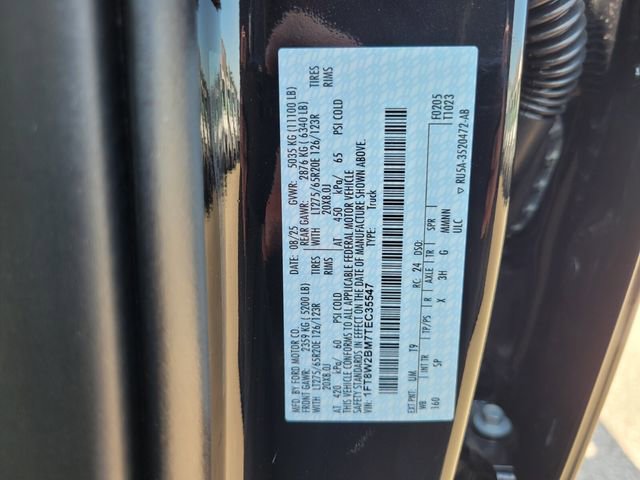 MFD. BY FORD MOTOR CO.
DATE: 08/25 GVWR: 5035 KG (11100 LB)
FRONT GAWR: 2359 KG ( 5200 LB) REAR GAWR: 2876 KG ( 6340 LB)
LT275/65R20E 126/123R TIRES WITH LT275/65R20E 126/123R TIRES
20X8.0J RIMS 20X8.0J RIMS
AT 420 kPa/ 60 PSI COLD AT 450 kPa/ 65 PSI COLD
THIS VEHICLE CONFORMS TO ALL APPLICABLE FEDERAL MOTOR VEHICLE
SAFETY STANDARDS IN EFFECT ON THE DATE OF MANUFACTURE SHOWN ABOVE.
VIN: 1FT8W2BM7TEC35547 TYPE: Truck
F0205
T1023
EXT PNT: UM T9 RC: 24 DSO:
WB INT TR TP/PS R AXLE TR SPR
160 SP X 3H G MMNN
ULC ▽ RU5A-3520472-AB